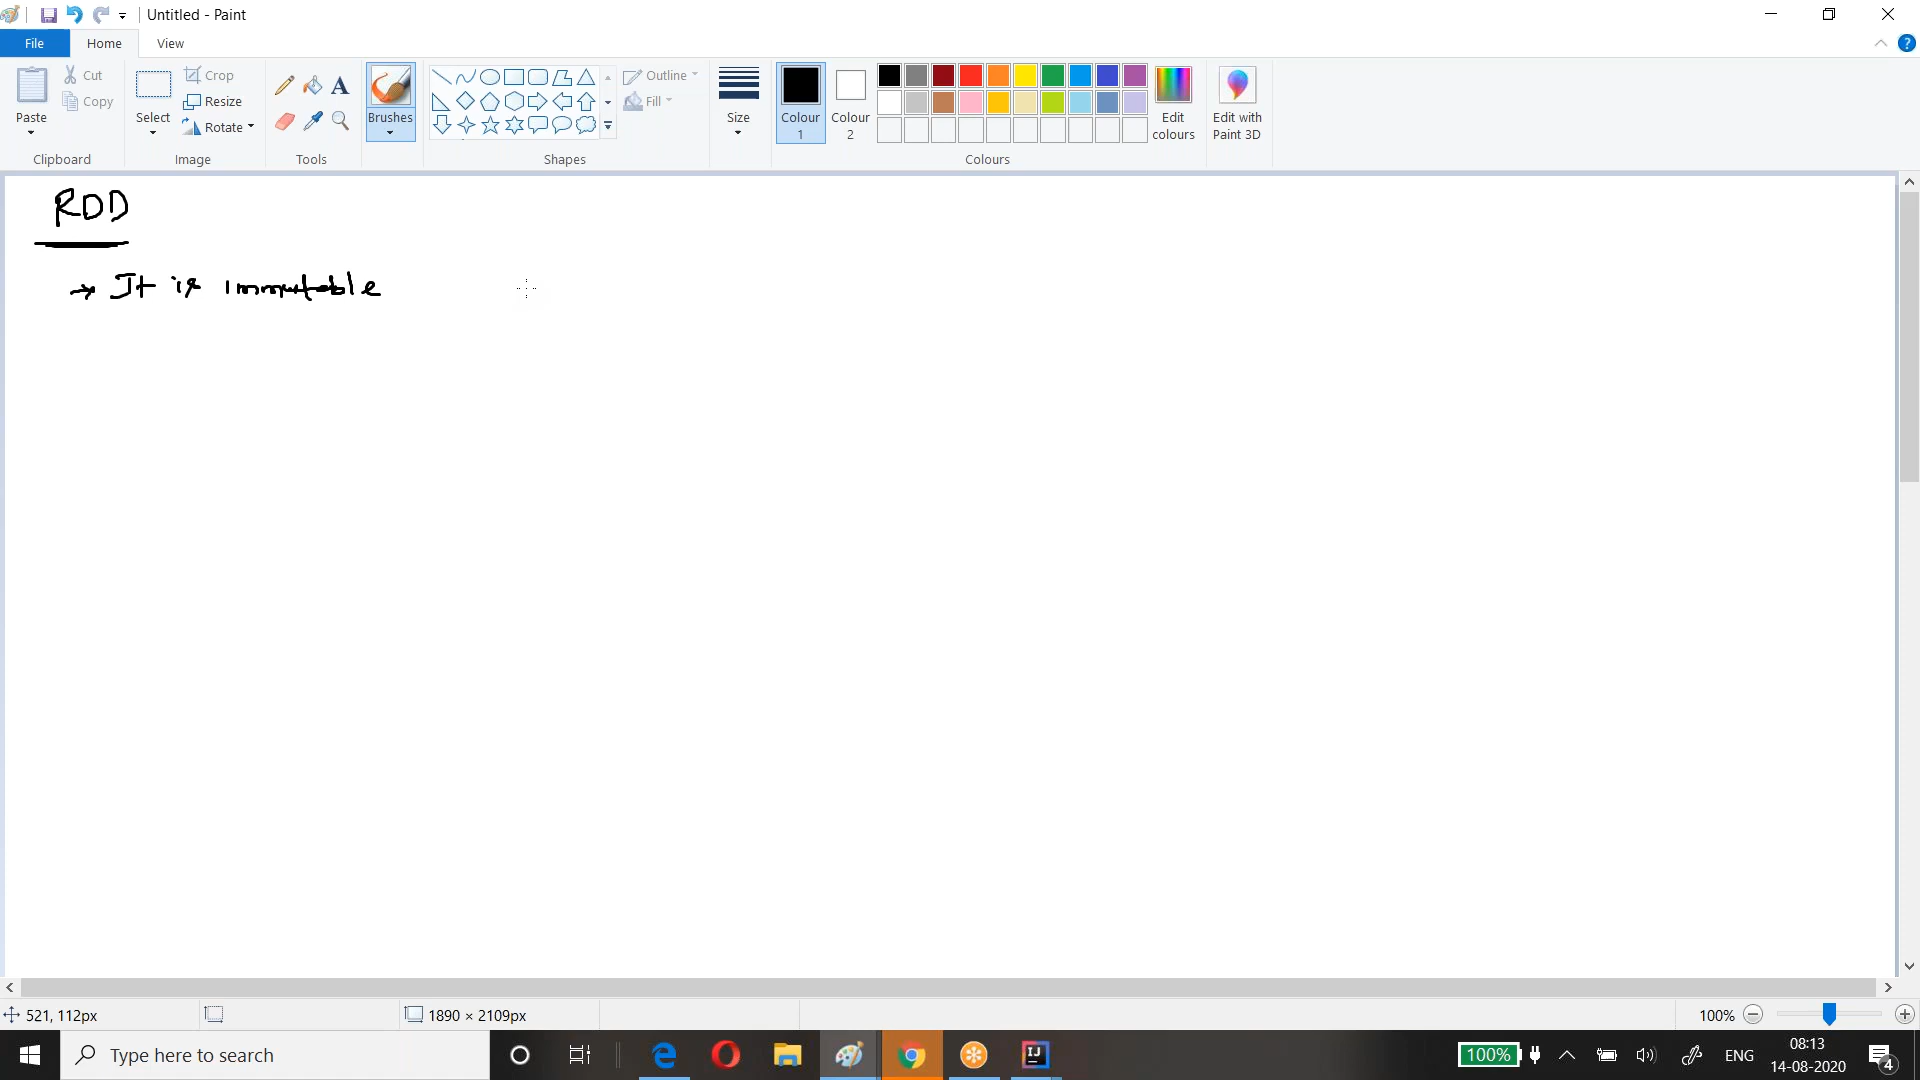 Untitled - Paint
File Home View
Paste
Cut
Copy
Clipboard
Select
Crop
Resize
Rotate
Image
Tools
Brushes
Shapes
Outline
Fill
Size
Colour 1
Colour 2
Colours
Edit colours
Edit with Paint 3D
RDD
→ It is immutable
521, 112px
1890 × 2109px
100%
Type here to search
100%
ENG
08:13
14-08-2020
4